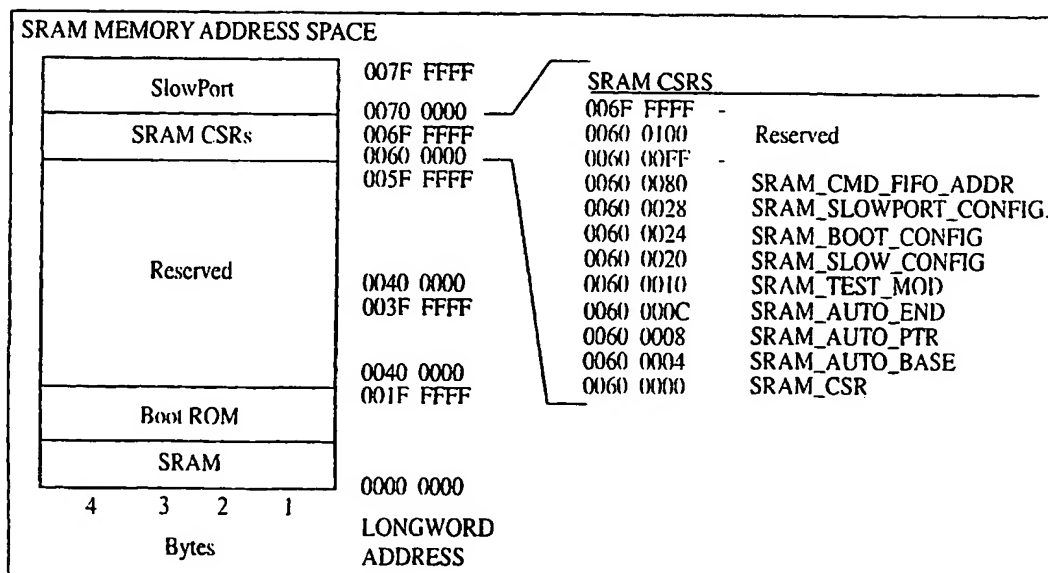 SRAM MEMORY ADDRESS SPACE
SlowPort
SRAM CSRs
Reserved
Boot ROM
SRAM
4 3 2 1
Bytes
007F FFFF
0070 0000
006F FFFF
0060 0000
005F FFFF
0040 0000
003F FFFF
0040 0000
001F FFFF
0000 0000
LONGWORD
ADDRESS
SRAM CSRS
006F FFFF -
0060 0100 Reserved
0060 00FF -
0060 0080 SRAM_CMD_FIFO_ADDR
0060 0028 SRAM_SLOWPORT_CONFIG.
0060 0024 SRAM_BOOT_CONFIG
0060 0020 SRAM_SLOW_CONFIG
0060 0010 SRAM_TEST_MOD
0060 000C SRAM_AUTO_END
0060 0008 SRAM_AUTO_PTR
0060 0004 SRAM_AUTO_BASE
0060 0000 SRAM_CSR